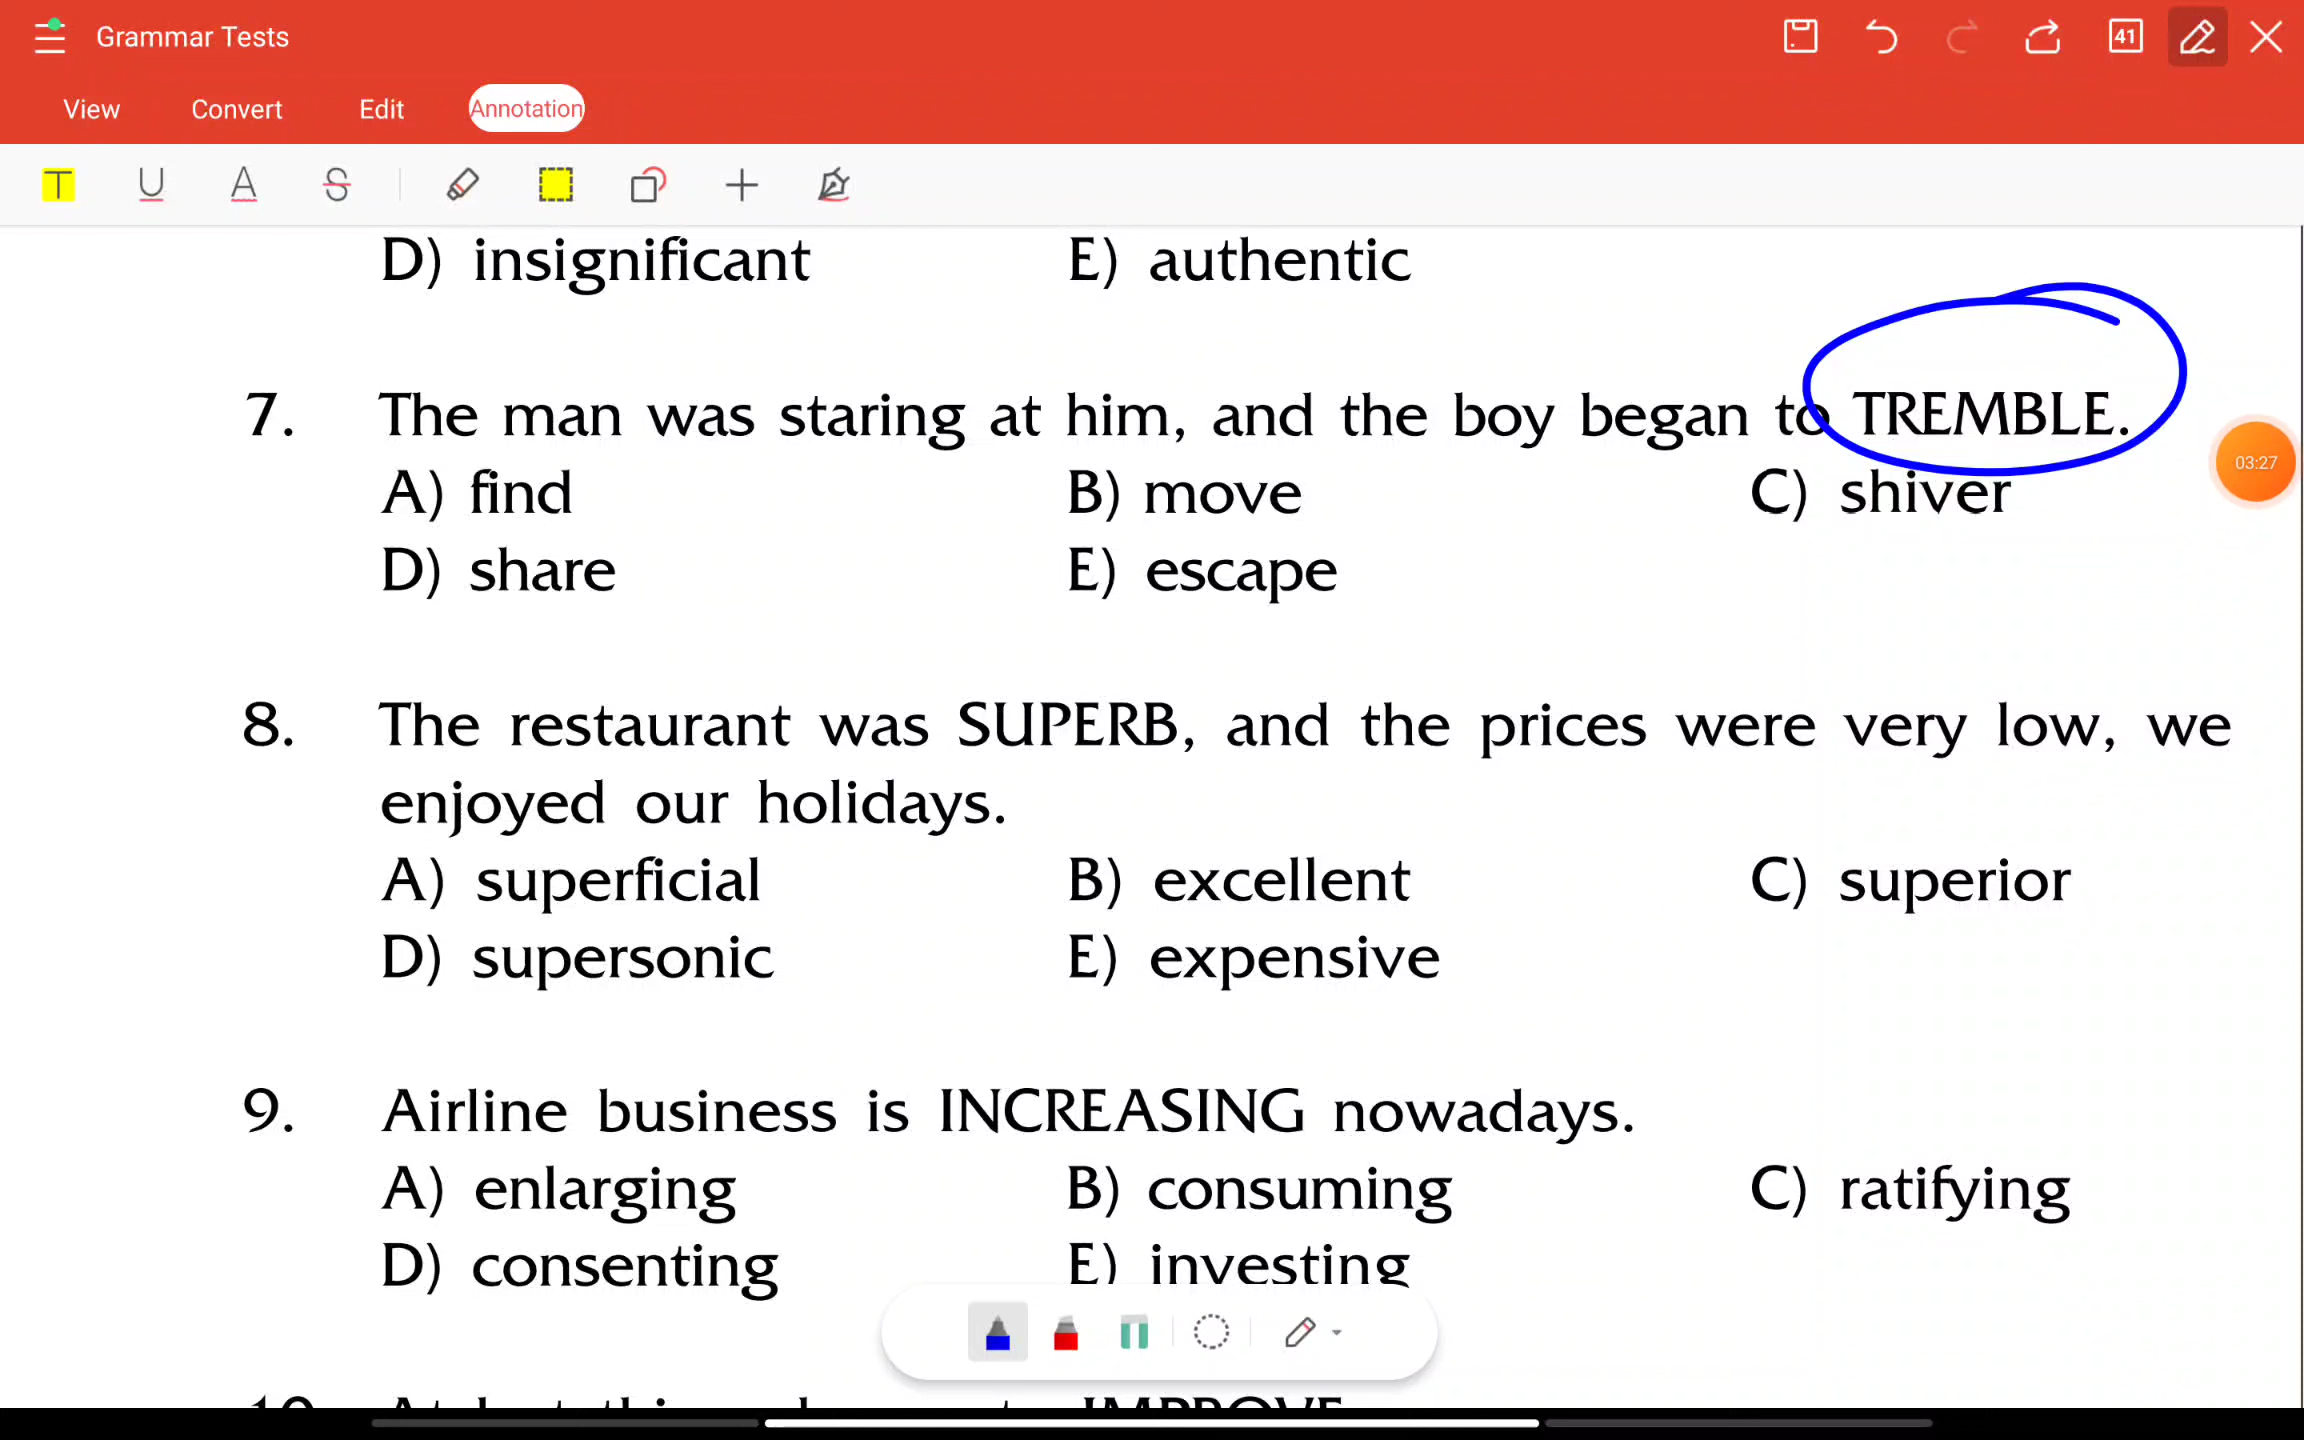 Grammar Tests
41
View Convert Edit Annotation
D) insignificant E) authentic
7. The man was staring at him, and the boy began to TREMBLE.
03:27
A) find B) move C) shiver
D) share E) escape
8. The restaurant was SUPERB, and the prices were very low, we
enjoyed our holidays.
A) superficial B) excellent C) superior
D) supersonic E) expensive
9. Airline business is INCREASING nowadays.
A) enlarging B) consuming C) ratifying
D) consenting E) investing